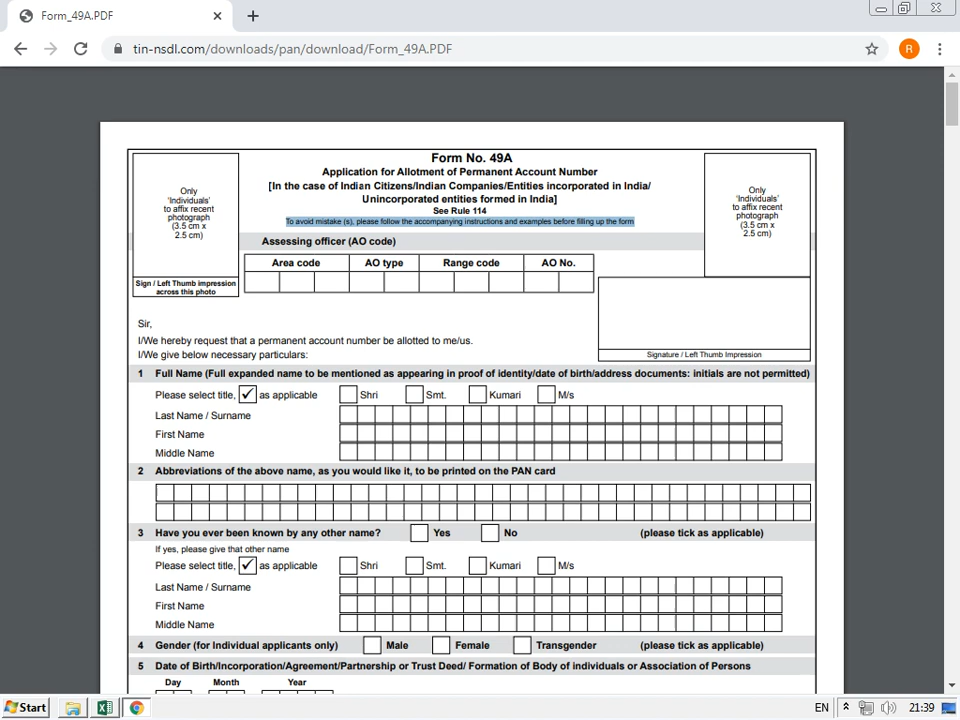 Form_49A.PDF
tin-nsdl.com/downloads/pan/download/Form_49A.PDF
R
Form No. 49A
Application for Allotment of Permanent Account Number
[In the case of Indian Citizens/Indian Companies/Entities incorporated in India/
Unincorporated entities formed in India]
See Rule 114
To avoid mistake (s), please follow the accompanying instructions and examples before filling up the form
Only
'Individuals'
to affix recent
photograph
(3.5 cm x
2.5 cm)
Only
'Individuals'
to affix recent
photograph
(3.5 cm x
2.5 cm)
Assessing officer (AO code)
Area code AO type Range code AO No.
Sign / Left Thumb impression
across this photo
Sir,
I/We hereby request that a permanent account number be allotted to me/us.
I/We give below necessary particulars:
Signature / Left Thumb Impression
1 Full Name (Full expanded name to be mentioned as appearing in proof of identity/date of birth/address documents: initials are not permitted)
Please select title, ✓ as applicable Shri Smt. Kumari M/s
Last Name / Surname
First Name
Middle Name
2 Abbreviations of the above name, as you would like it, to be printed on the PAN card
3 Have you ever been known by any other name? Yes No (please tick as applicable)
If yes, please give that other name
Please select title, ✓ as applicable Shri Smt. Kumari M/s
Last Name / Surname
First Name
Middle Name
4 Gender (for Individual applicants only) Male Female Transgender (please tick as applicable)
5 Date of Birth/Incorporation/Agreement/Partnership or Trust Deed/ Formation of Body of individuals or Association of Persons
Day Month Year
Start EN 21:39